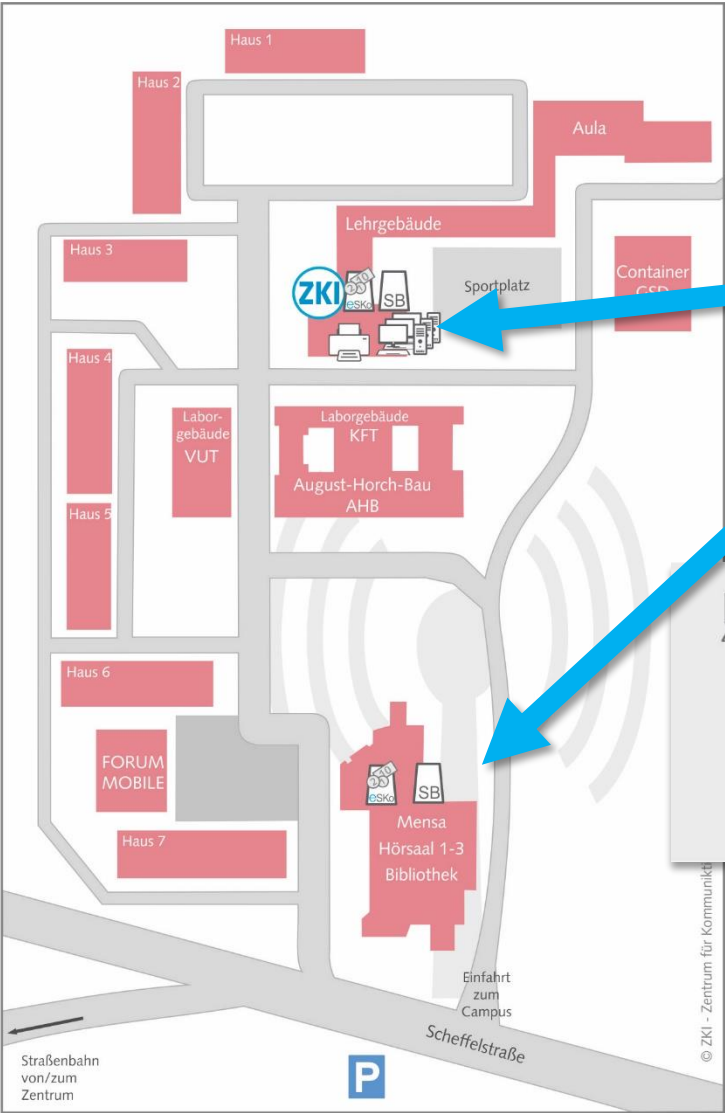 Haus 1
Haus 2
Aula
Lehrgebäude
Haus 3
Sportplatz
Container
GSD
ZKI
eSKo
SB
Haus 4
Labor-
gebäude
VUT
Laborgebäude
KFT
August-Horch-Bau
AHB
Haus 5
Haus 6
FORUM
MOBILE
eSKo
SB
Mensa
Hörsaal 1-3
Bibliothek
Haus 7
© ZKI - Zentrum für
Einfahrt
zum
Campus
Scheffelstraße
Straßenbahn
von/zum
Zentrum
P